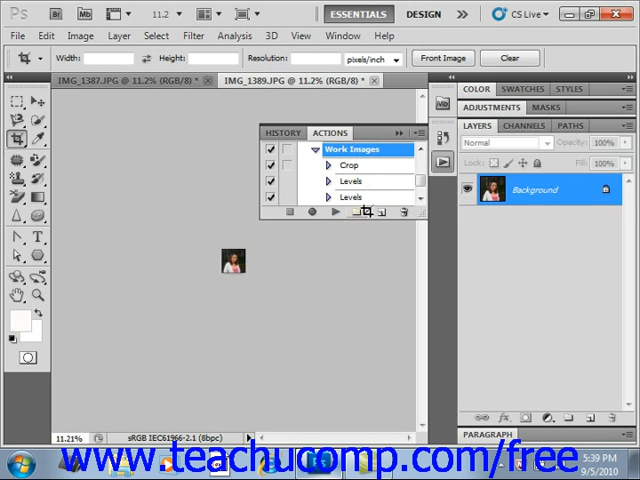 Ps Br Mb 11.2 ESSENTIALS DESIGN CS Live
File Edit Image Layer Select Filter Analysis 3D View Window Help
Width: Height: Resolution: pixels/inch Front Image Clear
IMG_1387.JPG @ 11.2% (RGB/8) * IMG_1389.JPG @ 11.2% (RGB/8) *
COLOR SWATCHES STYLES
ADJUSTMENTS MASKS
LAYERS CHANNELS PATHS
Normal Opacity: 100%
Lock: Fill: 100%
Background
HISTORY ACTIONS
Work Images
Crop
Levels
Levels
Mb
PARAGRAPH
11.21% sRGB IEC61966-2.1 (8bpc)
www.teachucomp.com/free
5:39 PM
9/5/2010